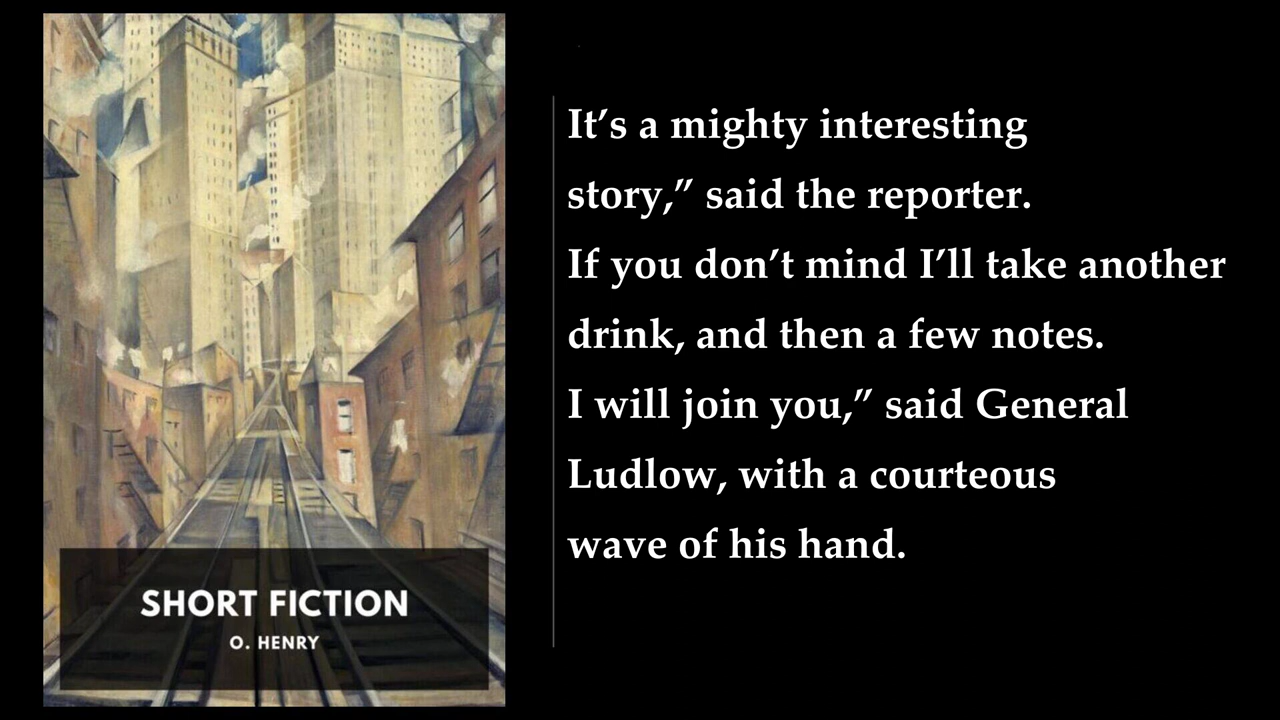 SHORT FICTION
O. HENRY
It’s a mighty interesting
story,” said the reporter.
If you don’t mind I’ll take another
drink, and then a few notes.
I will join you,” said General
Ludlow, with a courteous
wave of his hand.